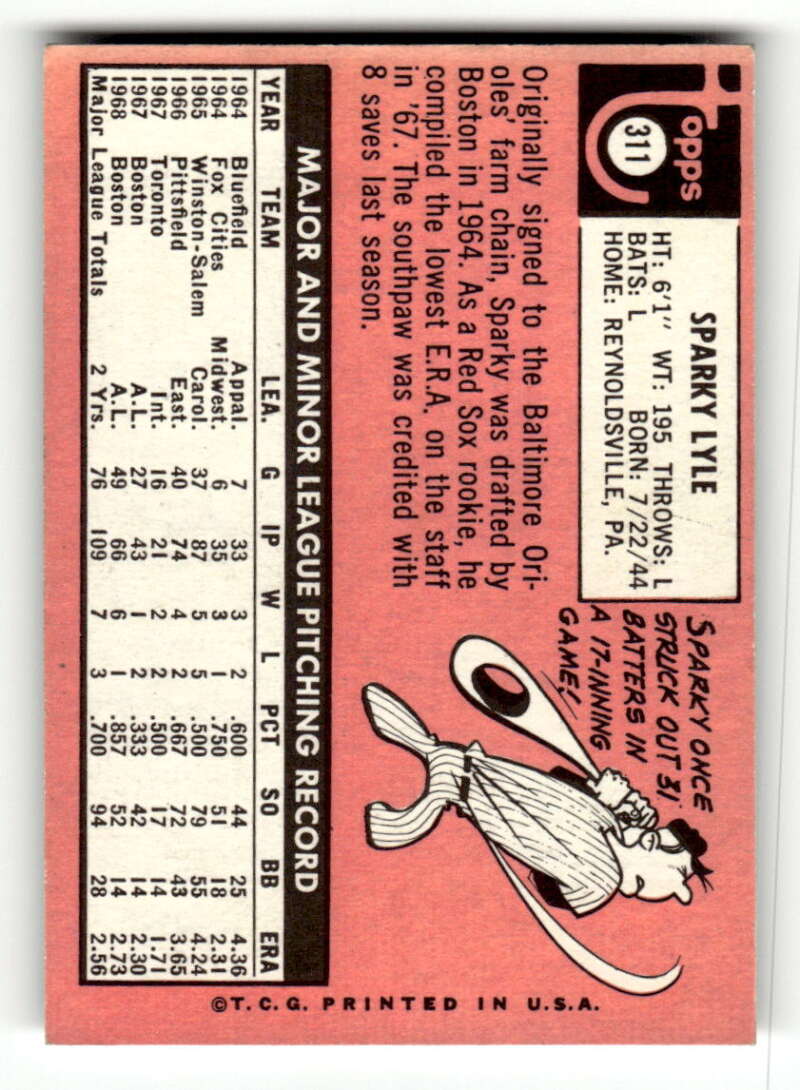 Topps
311
SPARKY LYLE
HT: 6'1" WT: 195 THROWS: L
BATS: L BORN: 7/22/44
HOME: REYNOLDSVILLE, PA.
Originally signed to the Baltimore Ori-
oles' farm chain, Sparky was drafted by
Boston in 1964. As a Red Sox rookie, he
compiled the lowest E.R.A. on the staff
in '67. The southpaw was credited with
8 saves last season.
SPARKY ONCE
STRUCK OUT 31
BATTERS IN
A 17-INNING
GAME!
MAJOR AND MINOR LEAGUE PITCHING RECORD
YEAR TEAM LEA. G IP W L PCT SO BB ERA
1964 Bluefield Appal. 7 33 3 2 .600 44 25 4.36
1964 Fox Cities Midwest. 6 35 3 1 .750 51 18 2.31
1965 Winston-Salem Carol. 37 87 5 5 .500 79 55 4.24
1966 Pittsfield East. 40 74 4 2 .667 72 43 3.65
1967 Toronto Int. 16 21 2 2 .500 17 14 1.71
1967 Boston A.L. 27 43 1 2 .333 42 14 2.30
1968 Boston A.L. 49 66 6 1 .857 52 14 2.73
Major League Totals 2 Yrs. 76 109 7 3 .700 94 28 2.56
©T.C.G. PRINTED IN U.S.A.